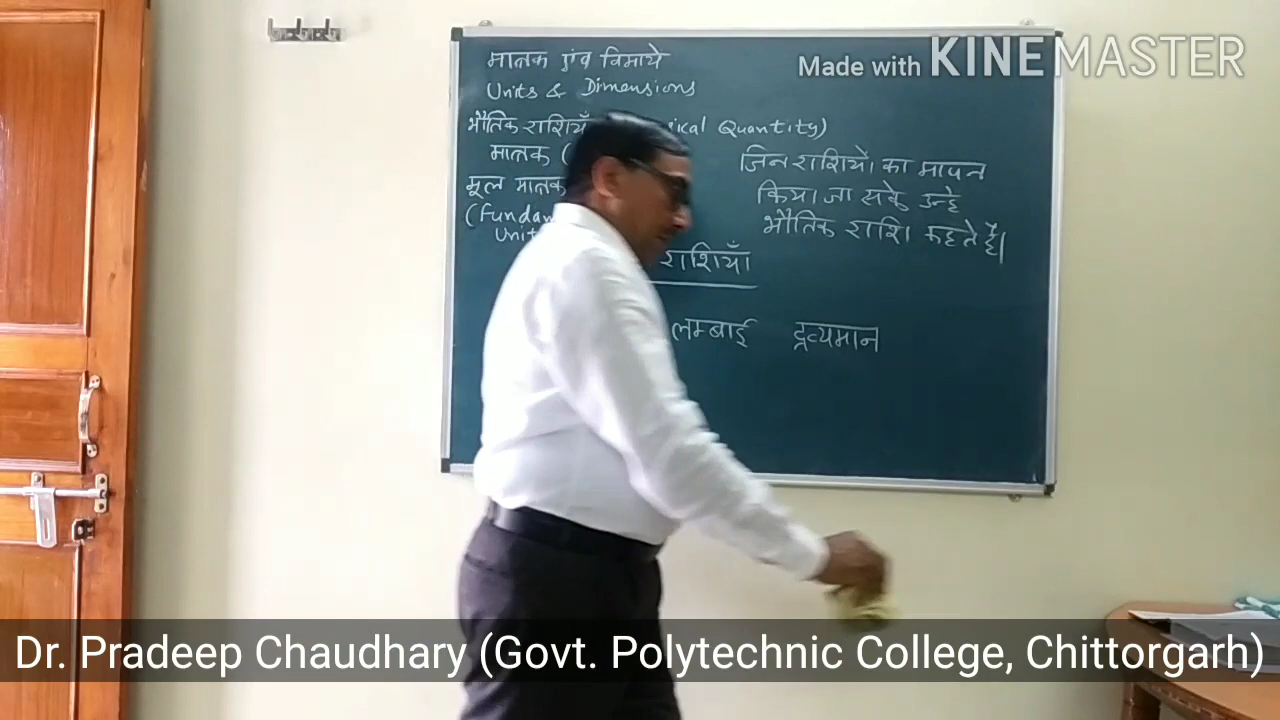 Made with KINEMASTER
मात्रक एंव विमाये
Units & Dimensions
भौतिक राशियाँ ical Quantity)
मात्रक (
मूल मात्रक
(Fundam
Unit
जिन राशियों का मापन
किया जा सके उन्हे
भौतिक राशि कहते है।
राशियाँ
लम्बाई द्रव्यमान
Dr. Pradeep Chaudhary (Govt. Polytechnic College, Chittorgarh)